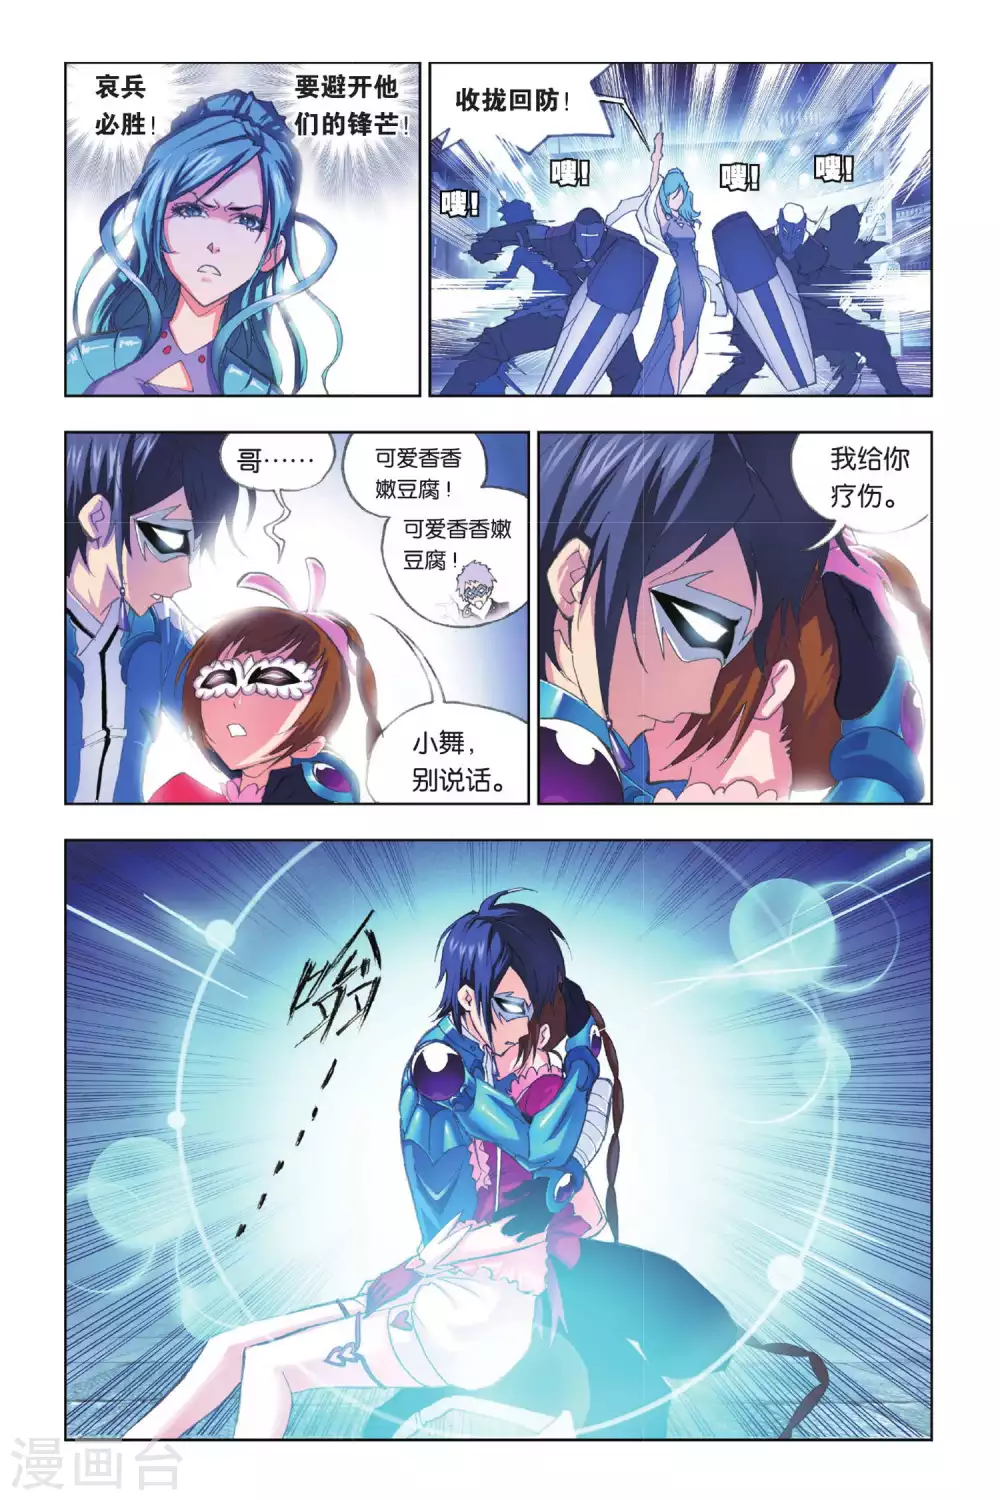 哀兵
必胜！
要避开他
们的锋芒！
收拢回防！
嗖！
嗖！
嗖！
嗖！
哥……
可爱香香
嫩豆腐！
可爱香香嫩
豆腐！
小舞，
别说话。
我给你
疗伤。
嗡……
漫画台